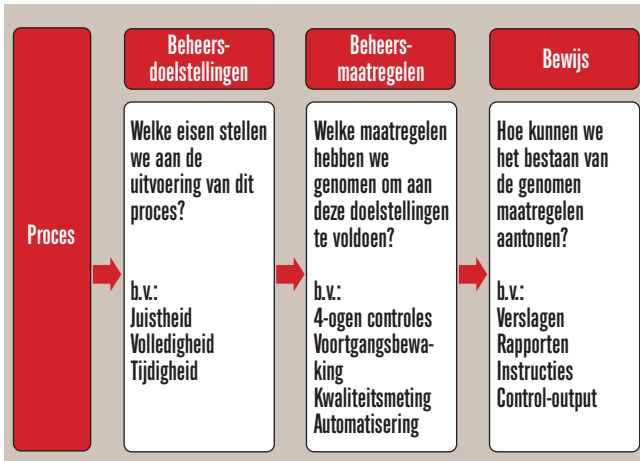 Proces
Beheers-
doelstellingen
Welke eisen stellen
we aan de
uitvoering van dit
proces?
b.v.:
Juistheid
Volledigheid
Tijdigheid
Beheers-
maatregelen
Welke maatregelen
hebben we
genomen om aan
deze doelstellingen
te voldoen?
b.v.:
4-ogen controles
Voortgangsbewa-
king
Kwaliteitsmeting
Automatisering
Bewijs
Hoe kunnen we
het bestaan van
de genomen
maatregelen
aantonen?
b.v.:
Verslagen
Rapporten
Instructies
Control-output